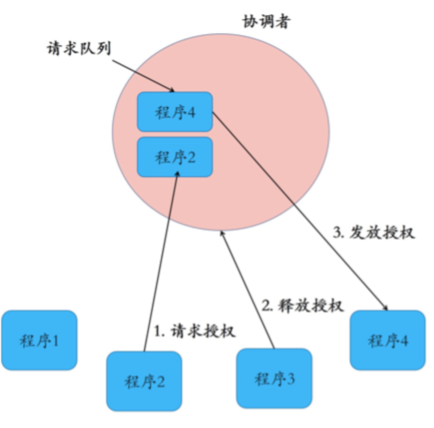 协调者
请求队列
程序4
程序2
3. 发放授权
2. 释放授权
1. 请求授权
程序1
程序2
程序3
程序4